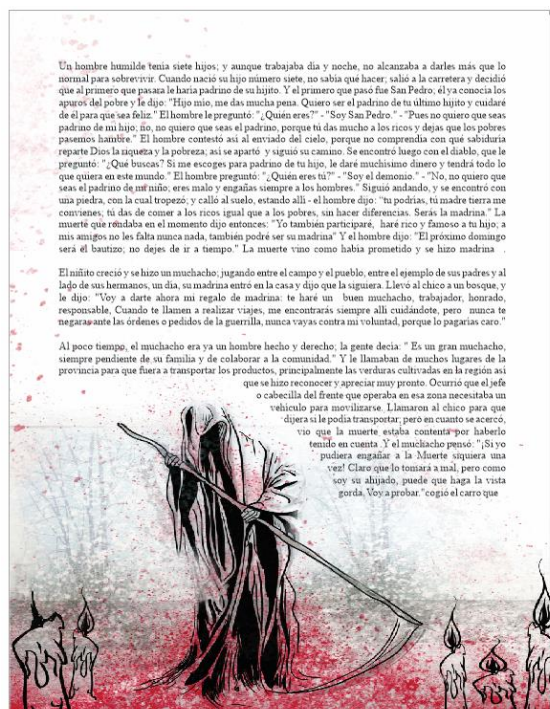 Un hombre humilde tenia siete hijos; y aunque trabajaba dia y noche, no alcanzaba a darles más que lo
normal para sobrevivir. Cuando nació su hijo número siete, no sabia qué hacer; salió a la carretera y decidió
que al primero que pasara le haria padrino de su hijito. Y el primero que pasó fue San Pedro; él ya conocia los
apuros del pobre y le dijo: "Hijo mio, me das mucha pena. Quiero ser el padrino de tu último hijito y cuidaré
de él para que sea feliz." El hombre le preguntó: "¿Quién eres?" - "Soy San Pedro." - "Pues no quiero que seas
padrino de mi hijo; no, no quiero que seas el padrino, porque tú das mucho a los ricos y dejas que los pobres
pasemos hambre." El hombre contestó asi al enviado del cielo, porque no comprendia con qué sabiduria
reparte Dios la riqueza y la pobreza; asi se apartó y siguió su camino. Se encontró luego con el diablo, que le
preguntó: "¿Qué buscas? Si me escoges para padrino de tu hijo, le daré muchisimo dinero y tendrá todo lo
que quiera en este mundo." El hombre preguntó: "¿Quién eres tú?" - "Soy el demonio." - "No, no quiero que
seas el padrino de mi niño; eres malo y engañas siempre a los hombres." Siguió andando, y se encontró con
una piedra, con la cual tropezó; y calló al suelo, estando alli - el hombre dijo: "tu podrias, tú madre tierra me
convienes; tú das de comer a los ricos igual que a los pobres, sin hacer diferencias. Serás la madrina." La
muerte que rondaba en el momento dijo entonces: "Yo también participaré, haré rico y famoso a tu hijo; a
mis amigos no les falta nunca nada, también podré ser su madrina" Y el hombre dijo: "El próximo domingo
será el bautizo; no dejes de ir a tiempo." La muerte vino como habia prometido y se hizo madrina .
El niñito creció y se hizo un muchacho; jugando entre el campo y el pueblo, entre el ejemplo de sus padres y al
lado de sus hermanos, un dia, su madrina entró en la casa y dijo que la siguiera. Llevó al chico a un bosque, y
le dijo: "Voy a darte ahora mi regalo de madrina: te haré un buen muchacho, trabajador, honrado,
responsable, Cuando te llamen a realizar viajes, me encontrarás siempre alli cuidándote, pero nunca te
negaras ante las órdenes o pedidos de la guerrilla, nunca vayas contra mi voluntad, porque lo pagarias caro."
Al poco tiempo, el muchacho era ya un hombre hecho y derecho; la gente decia: " Es un gran muchacho,
siempre pendiente de su familia y de colaborar a la comunidad." Y le llamaban de muchos lugares de la
provincia para que fuera a transportar los productos, principalmente las verduras cultivadas en la región asi
que se hizo reconocer y apreciar muy pronto. Ocurrió que el jefe
o cabecilla del frente que operaba en esa zona necesitaba un
vehiculo para movilizarse. Llamaron al chico para que
dijera si le podia transportar; pero en cuanto se acercó,
vio que la muerte estaba contenta por haberlo
tenido en cuenta .Y el muchacho pensó: "¡Si yo
pudiera engañar a la Muerte siquiera una
vez! Claro que lo tomará a mal, pero como
soy su ahijado, puede que haga la vista
gorda. Voy a probar."cogió el carro que